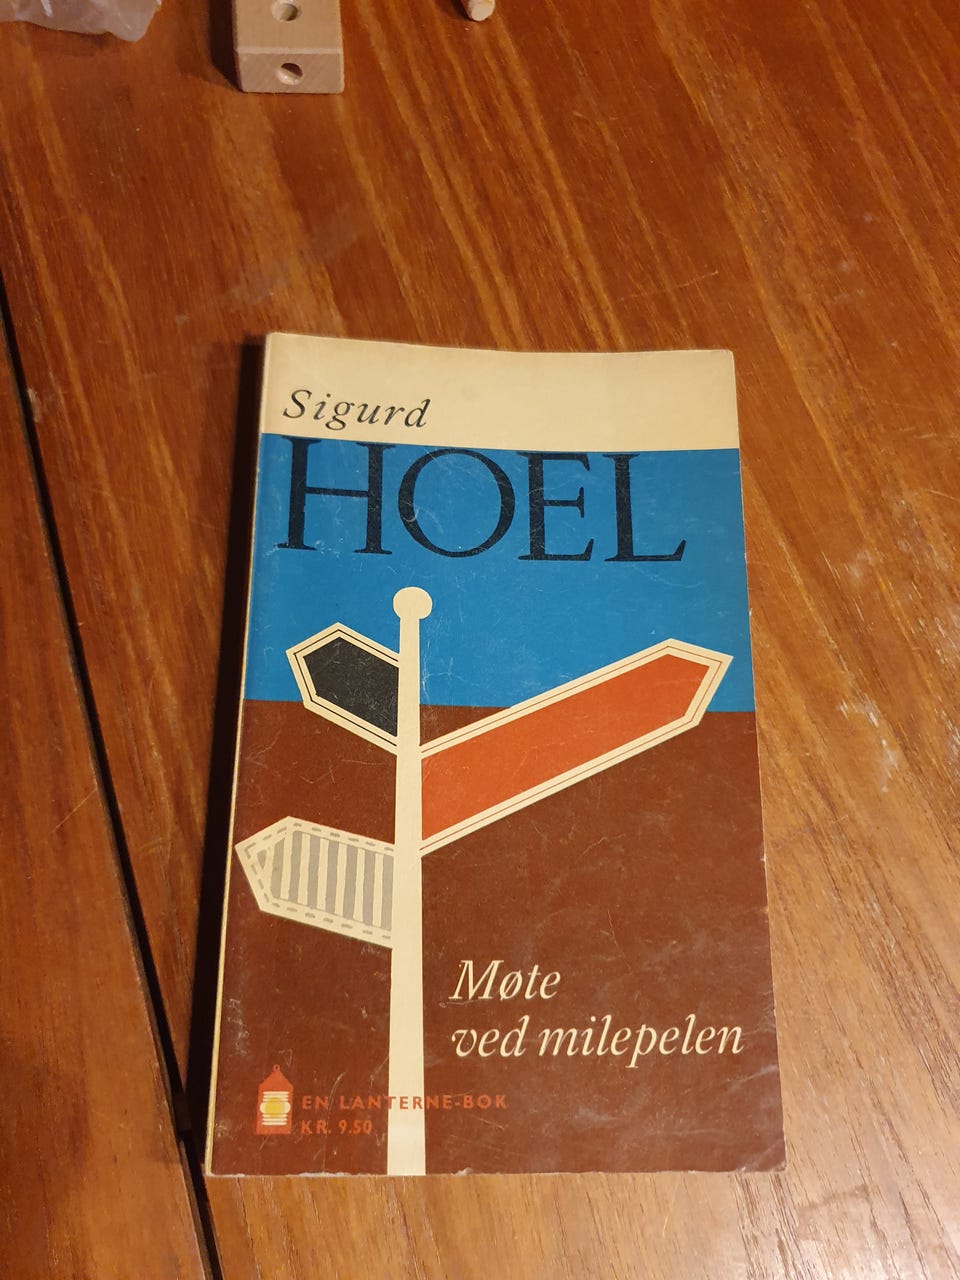 Sigurd
HOEL
Møte
ved milepelen
EN LANTERNE-BOK
KR. 9.50